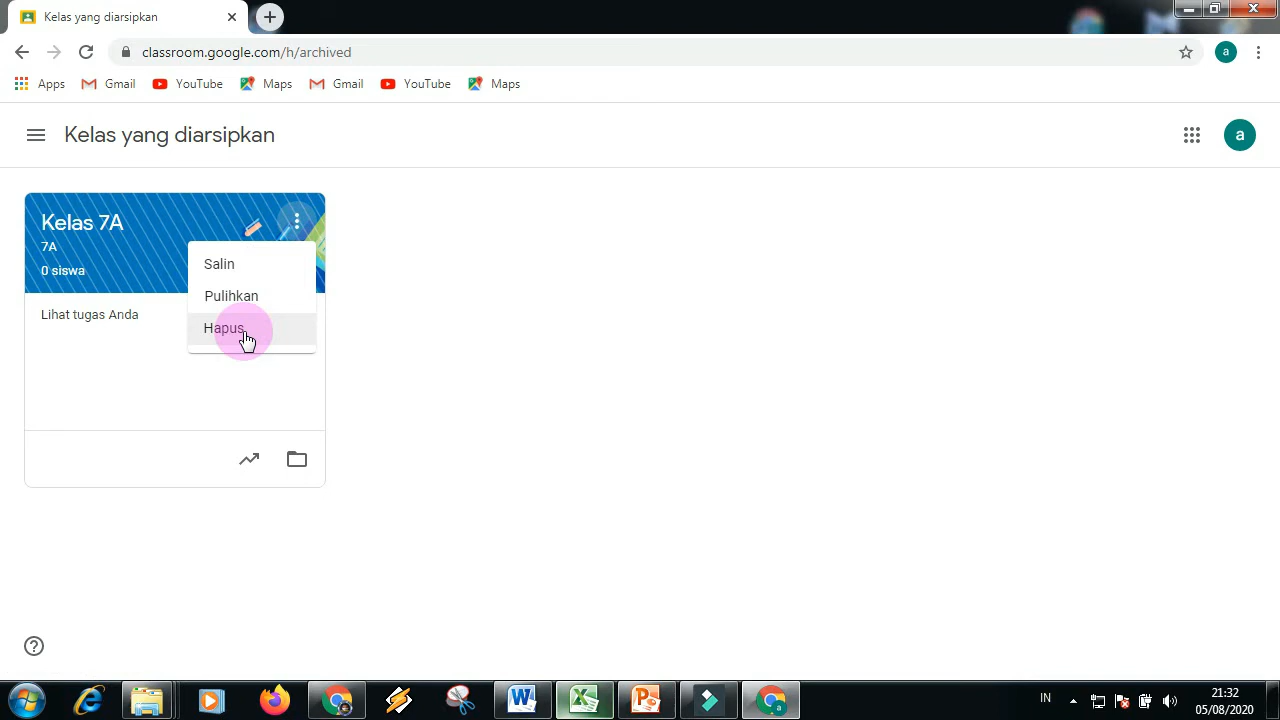 Kelas yang diarsipkan
classroom.google.com/h/archived
a
Apps Gmail YouTube Maps Gmail YouTube Maps
Kelas yang diarsipkan
a
Kelas 7A
7A
0 siswa
Salin
Pulihkan
Hapus
Lihat tugas Anda
IN
21:32
05/08/2020